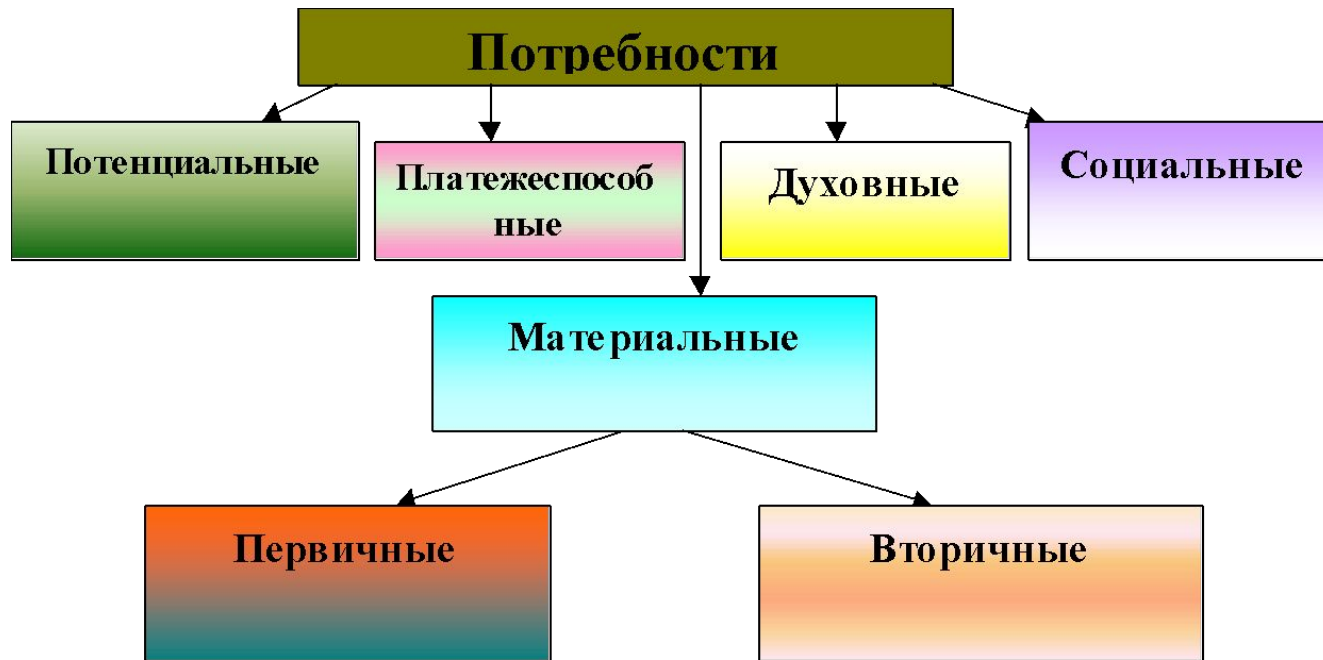 Потребности
Потенциальные
Платежеспособ
ные
Духовные
Социальные
Материальные
Первичные
Вторичные